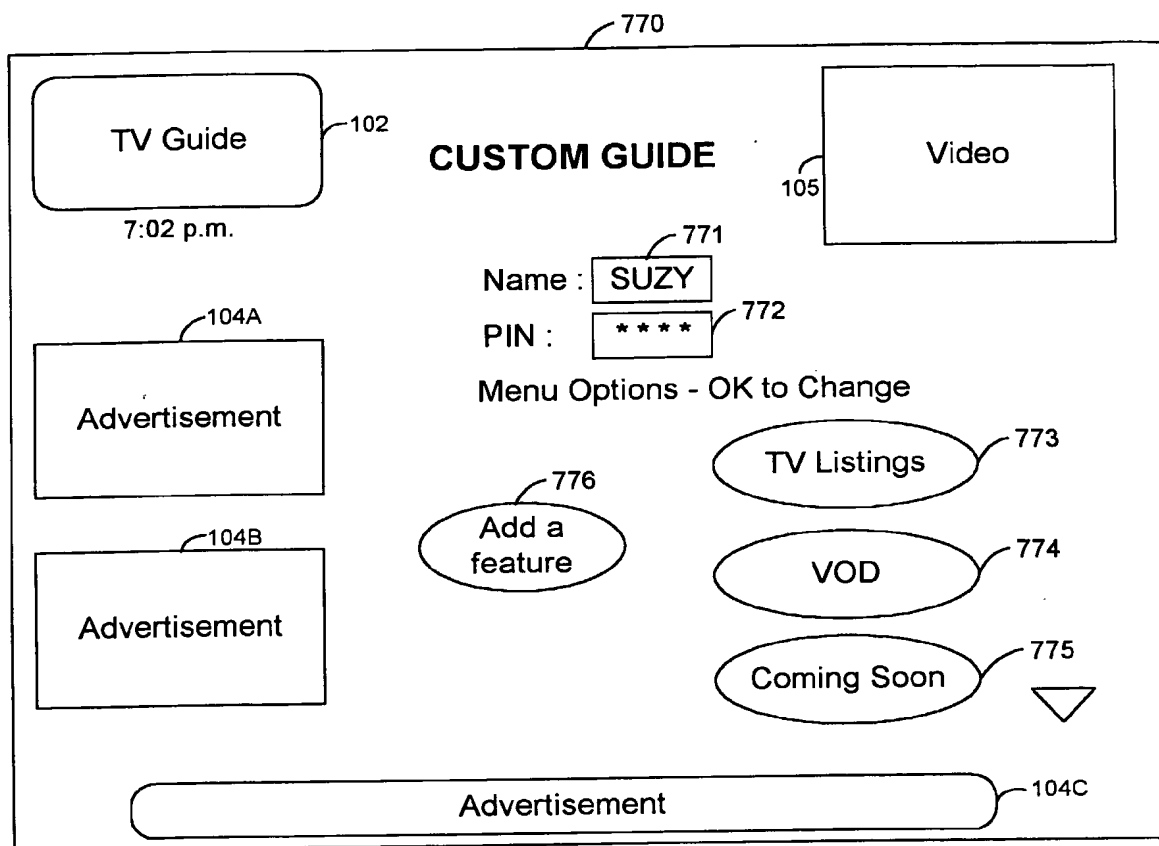 770
TV Guide
102
CUSTOM GUIDE
Video
105
7:02 p.m.
771
Name : SUZY
772
PIN : ****
Menu Options - OK to Change
104A
Advertisement
773
TV Listings
776
Add a
feature
104B
Advertisement
774
VOD
775
Coming Soon
Advertisement
104C